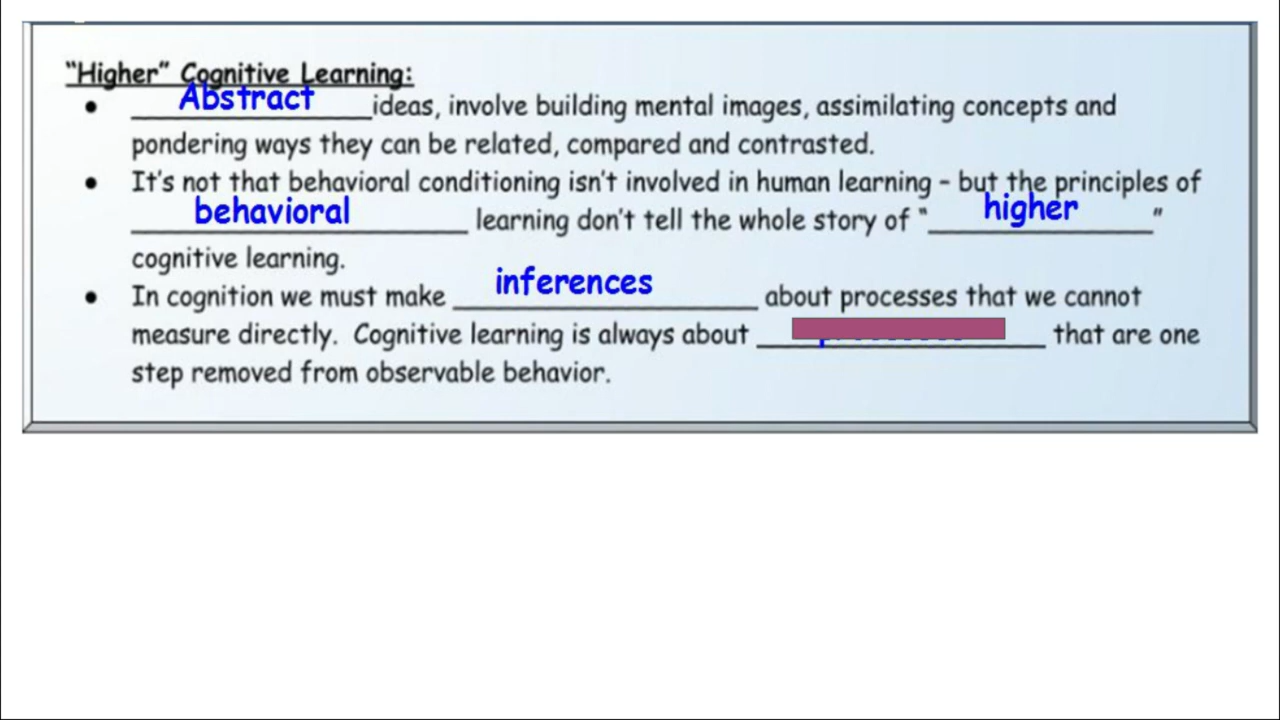 "Higher" Cognitive Learning:
• Abstract ideas, involve building mental images, assimilating concepts and
pondering ways they can be related, compared and contrasted.
• It's not that behavioral conditioning isn't involved in human learning – but the principles of
behavioral learning don't tell the whole story of "higher"
cognitive learning.
• In cognition we must make inferences about processes that we cannot
measure directly. Cognitive learning is always about that are one
step removed from observable behavior.